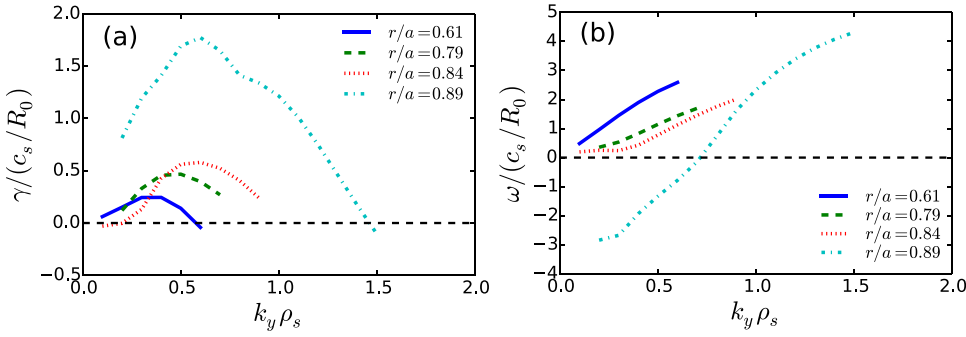 (a)
r/a=0.61
r/a=0.79
r/a=0.84
r/a=0.89
2.0
1.5
1.0
0.5
0.0
−0.5
γ/(c_s/R_0)
0.0 0.5 1.0 1.5 2.0
k_yρ_s
(b)
5
4
3
2
1
0
−1
−2
−3
−4
ω/(c_s/R_0)
r/a=0.61
r/a=0.79
r/a=0.84
r/a=0.89
0.0 0.5 1.0 1.5 2.0
k_yρ_s